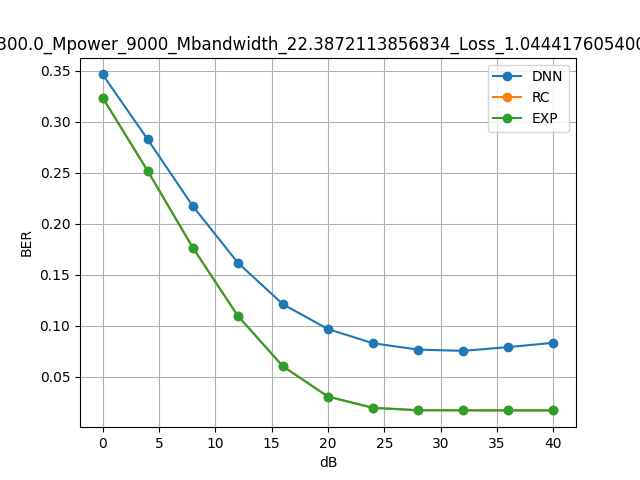 300.0_Mpower_9000_Mbandwidth_22.3872113856834_Loss_1.044417605400
0.35
0.30
0.25
0.20
0.15
0.10
0.05
BER
DNN
RC
EXP
0 5 10 15 20 25 30 35 40
dB